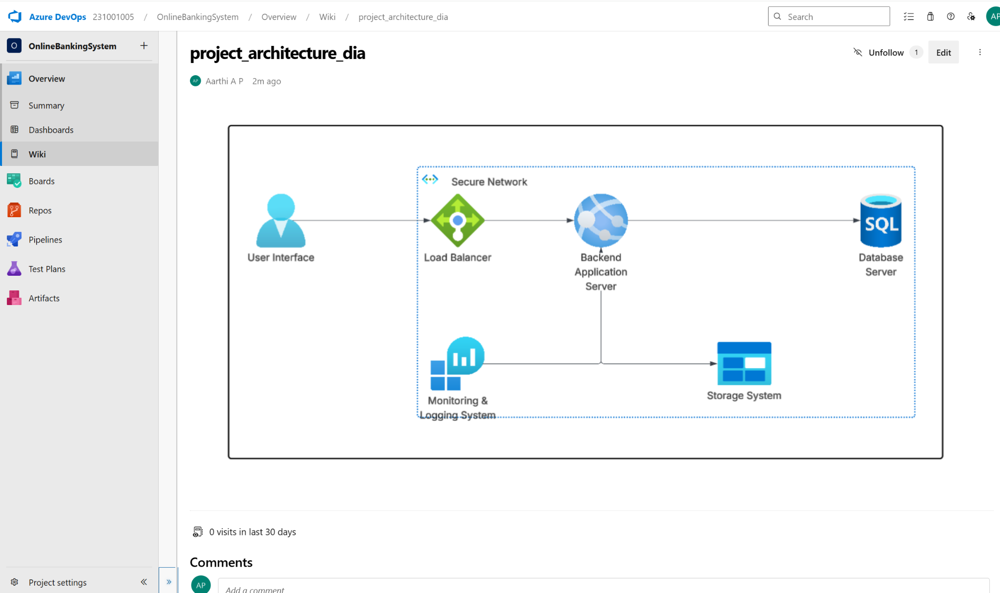 Azure DevOps 231001005 / OnlineBankingSystem / Overview / Wiki / project_architecture_dia
Search
AP
O OnlineBankingSystem
Overview
Summary
Dashboards
Wiki
Boards
Repos
Pipelines
Test Plans
Artifacts
Project settings
project_architecture_dia
Unfollow 1
Edit
AP Aarthi A P 2m ago
Secure Network
User Interface
Load Balancer
Backend
Application
Server
SQL
Database
Server
Monitoring &
Logging System
Storage System
0 visits in last 30 days
Comments
AP
Add a comment